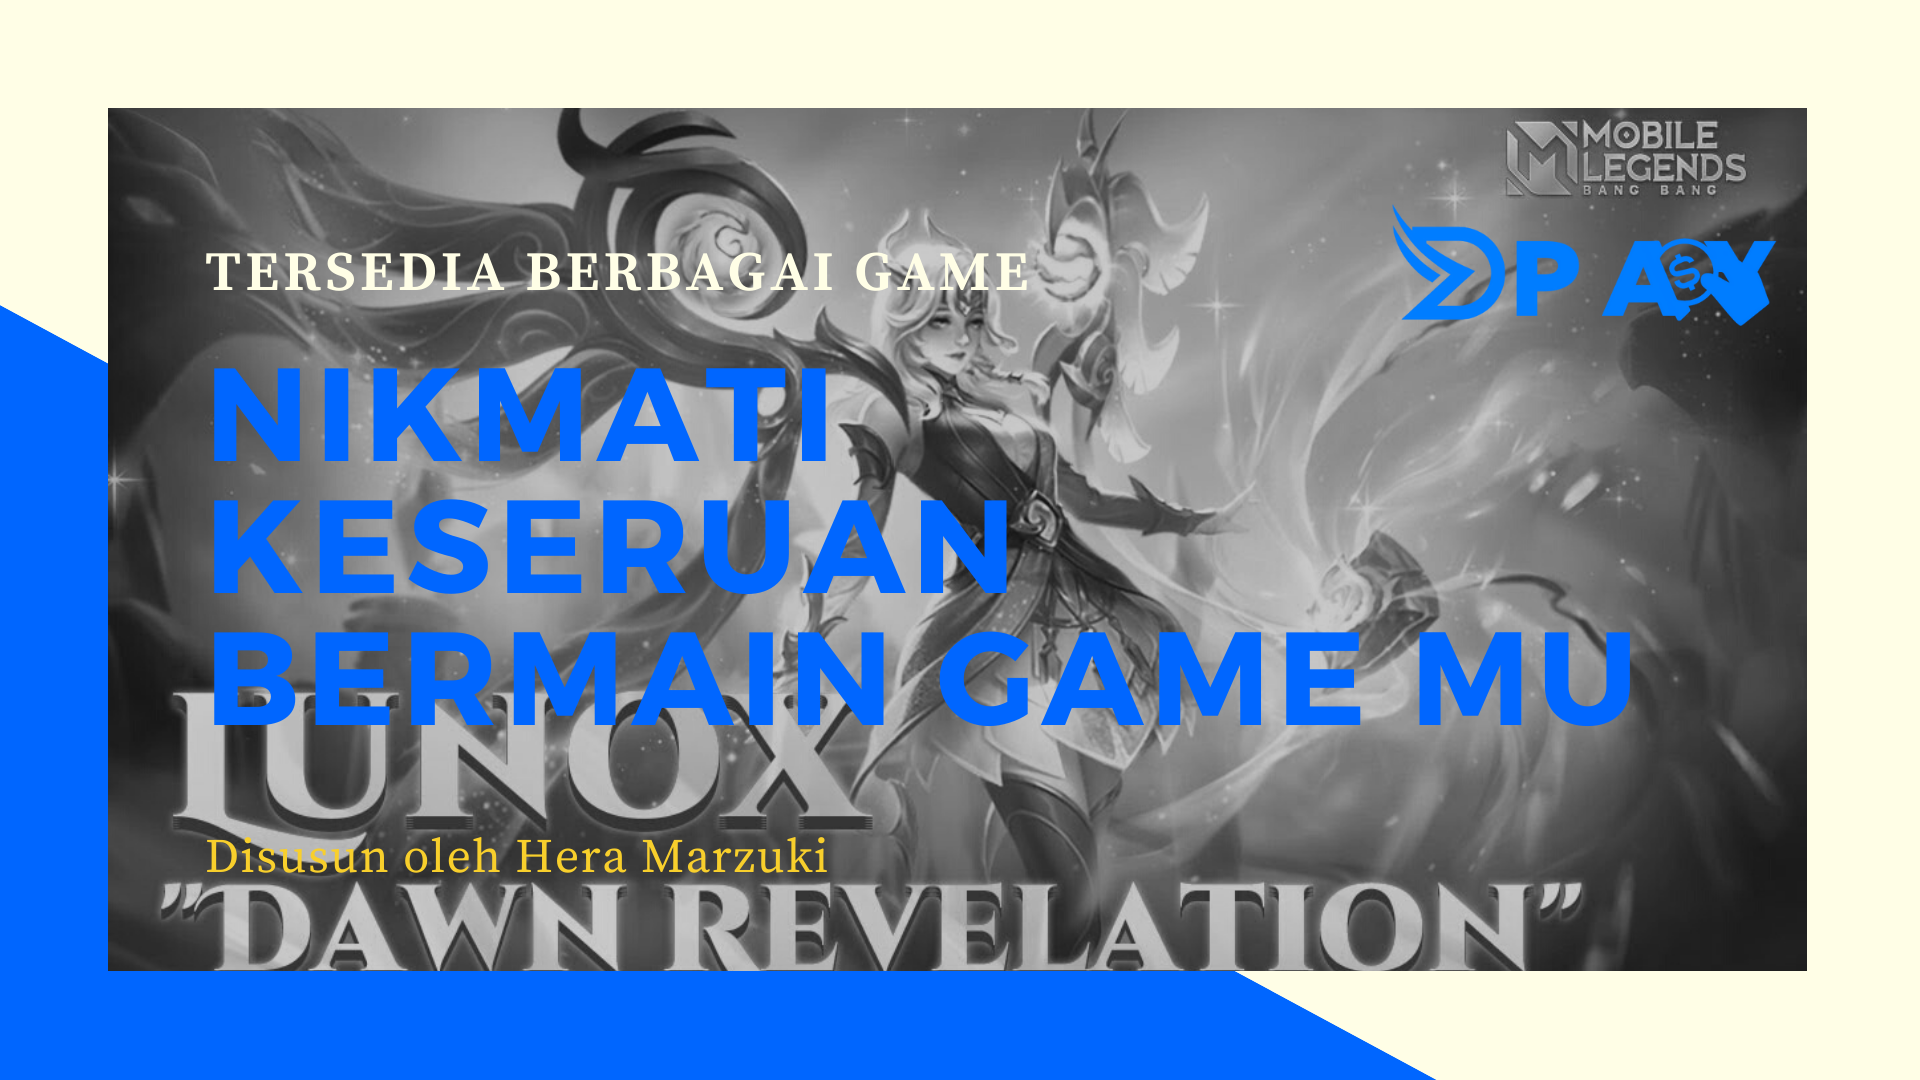 MOBILE
LEGENDS
BANG BANG
DPAY
TERSEDIA BERBAGAI GAME
NIKMATI
KESERUAN
BERMAIN GAME MU
LUNOX
Disusun oleh Hera Marzuki
"DAWN REVELATION"